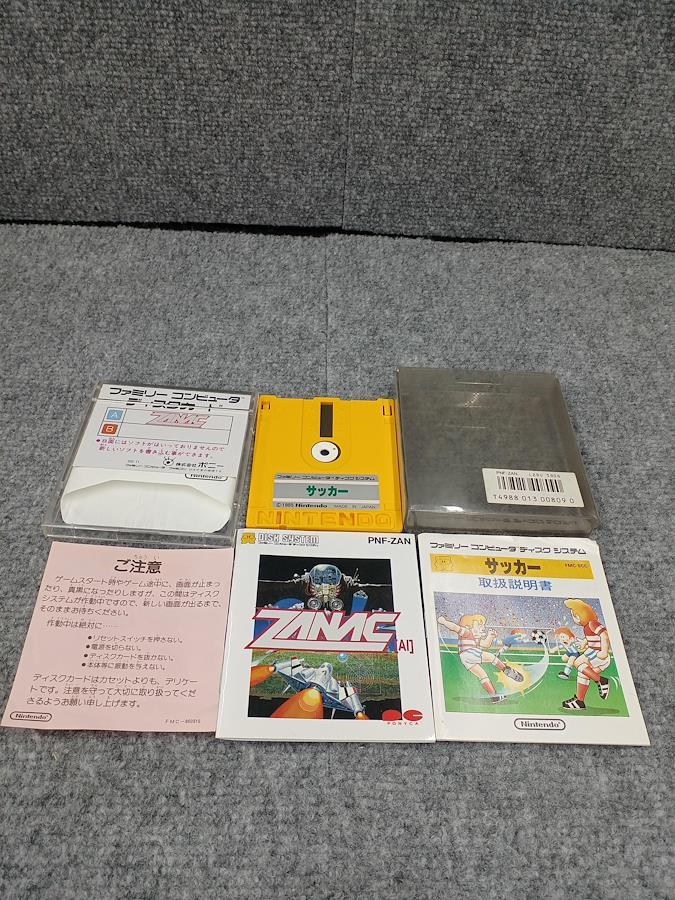 ファミリー コンピュータ
ディスクカード
A
B
ZANAC
●B面にはソフトがはいっておりませんので
新しいソフトを書き込む事ができます。
株式会社 ポニー
Nintendo
ファミリー コンピュータ ディスクシステム
サッカー
©1985 Nintendo MADE IN JAPAN
NINTENDO
PNF-ZAN
T4988 013 00809 0
ご注意
ゲームスタート時やゲーム途中に、画面が止まっ
たり、真黒になったりしますが、この間はディスク
システムが作動中ですので、新しい画面が出るまで、
そのままお待ちください。
作動中は絶対に……
●リセットスイッチを押さない。
●電源を切らない。
●ディスクカードを抜かない。
●本体等に振動を与えない。
ディスクカードはカセットよりも、デリケー
トです。注意を守って大切に取り扱ってくだ
さるようお願い申し上げます。
Nintendo
DISK SYSTEM
PNF-ZAN
ZANAC
[AI]
PONYCA
ファミリー コンピュータ ディスク システム
サッカー
FMC-SCC
取扱説明書
Nintendo